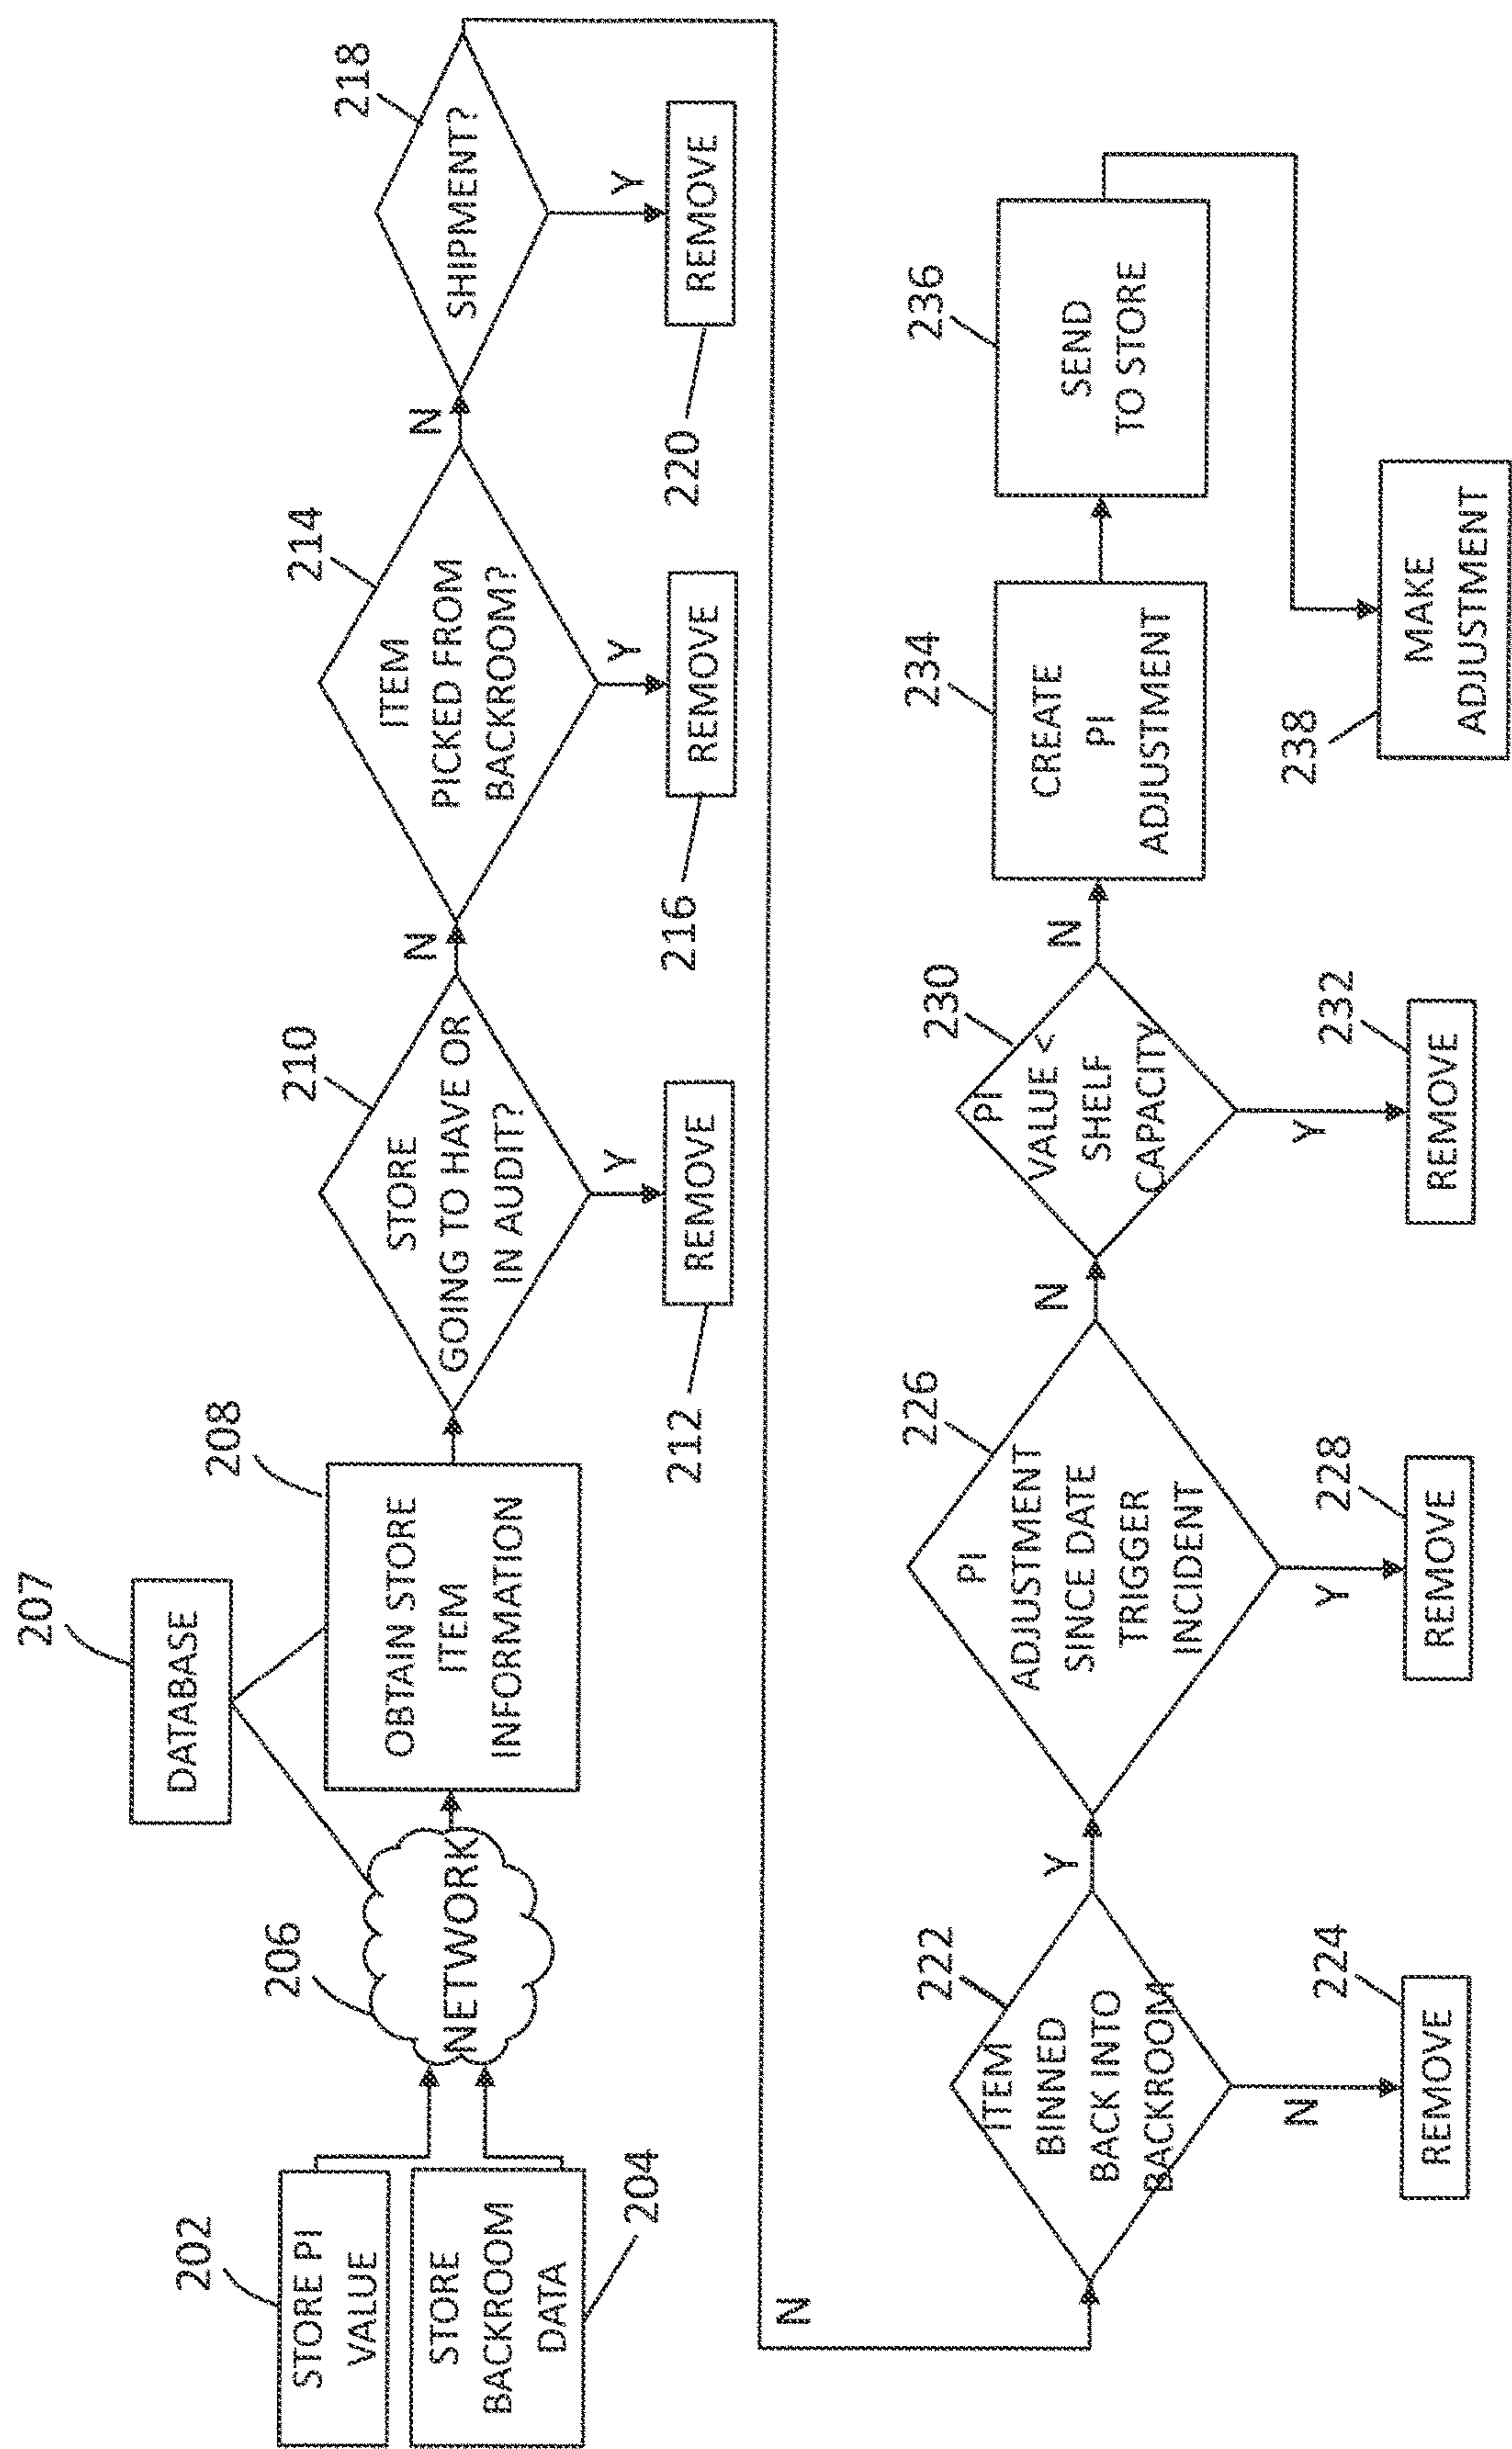 202
STORE PI
VALUE
STORE
BACKROOM
DATA
204
206
NETWORK
207
DATABASE
208
OBTAIN STORE
ITEM
INFORMATION
210
STORE
GOING TO HAVE OR
IN AUDIT?
Y
212
REMOVE
N
214
ITEM
PICKED FROM
BACKROOM?
Y
216
REMOVE
N
218
SHIPMENT?
Y
220
REMOVE
N
222
ITEM
BINNED
BACK INTO
BACKROOM
N
224
REMOVE
Y
226
PI
ADJUSTMENT
SINCE DATE
TRIGGER
INCIDENT
Y
228
REMOVE
N
230
PI
VALUE <
SHELF
CAPACITY
Y
232
REMOVE
N
234
CREATE
PI
ADJUSTMENT
236
SEND
TO STORE
238
MAKE
ADJUSTMENT